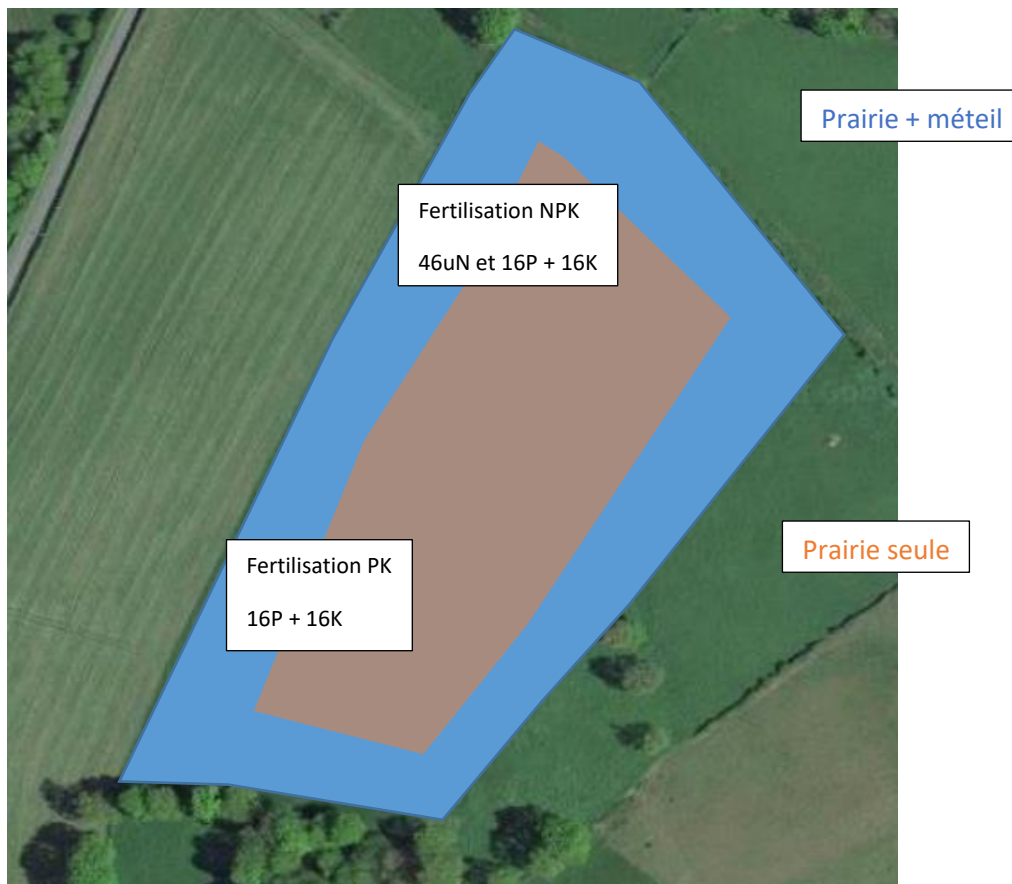 Prairie + méteil
Fertilisation NPK
46uN et 16P + 16K
Prairie seule
Fertilisation PK
16P + 16K